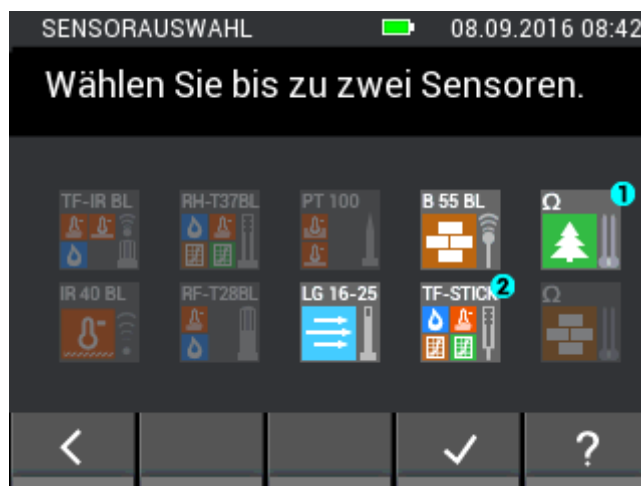 SENSORAUSWAHL 08.09.2016 08:42
Wählen Sie bis zu zwei Sensoren.
TF-IR BL RH-T37BL PT 100 B 55 BL Ω 1
IR 40 BL RF-T28BL LG 16-25 TF-STICK 2 Ω
?